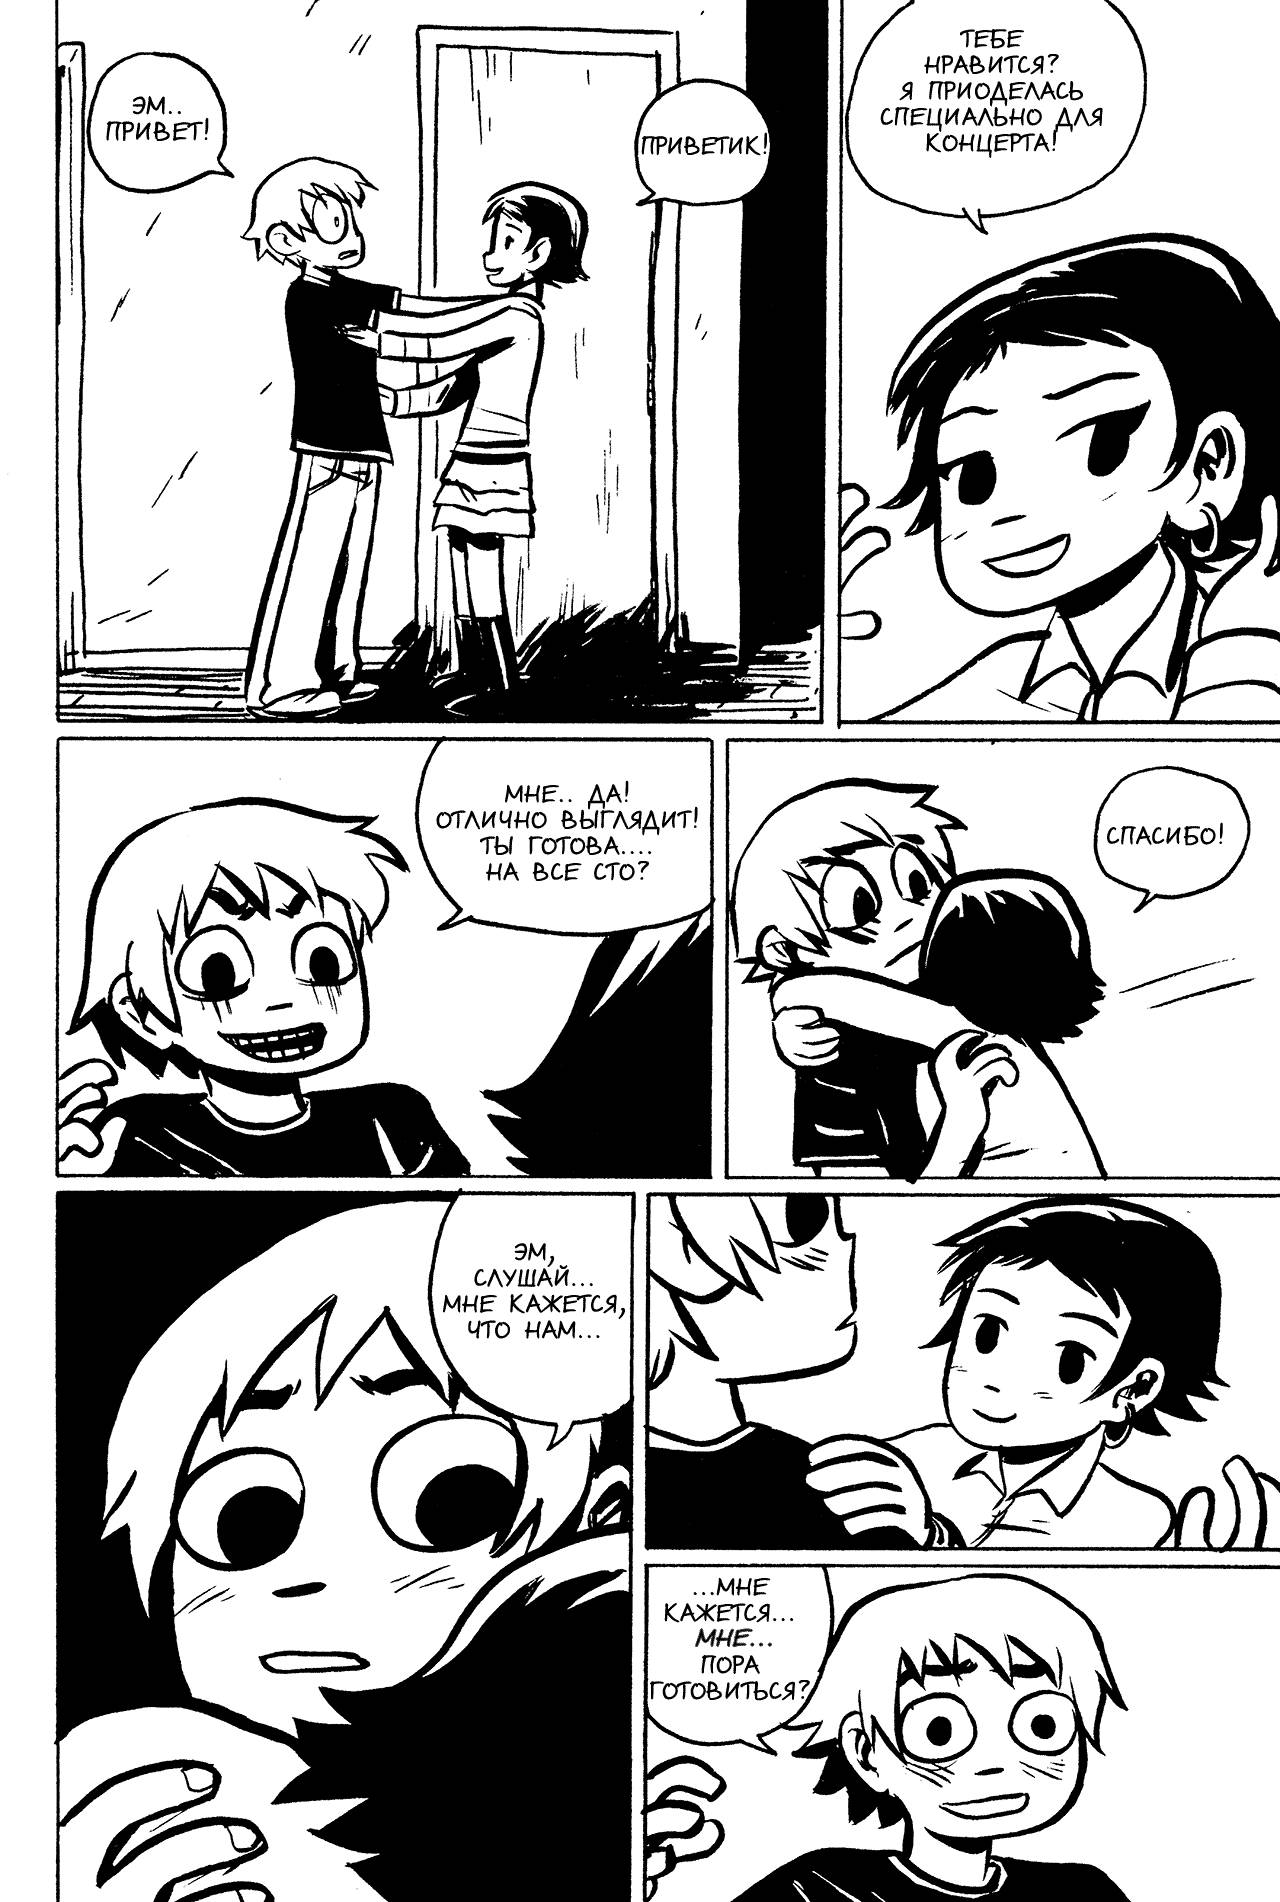 ЭМ..
ПРИВЕТ!
ПРИВЕТИК!
ТЕБЕ
НРАВИТСЯ?
Я ПРИОДЕЛАСЬ
СПЕЦИАЛЬНО ДЛЯ
КОНЦЕРТА!
МНЕ.. ДА!
ОТЛИЧНО ВЫГЛЯДИТ!
ТЫ ГОТОВА....
НА ВСЕ СТО?
СПАСИБО!
ЭМ,
СЛУШАЙ...
МНЕ КАЖЕТСЯ,
ЧТО НАМ...
...МНЕ
КАЖЕТСЯ...
МНЕ...
ПОРА
ГОТОВИТЬСЯ?